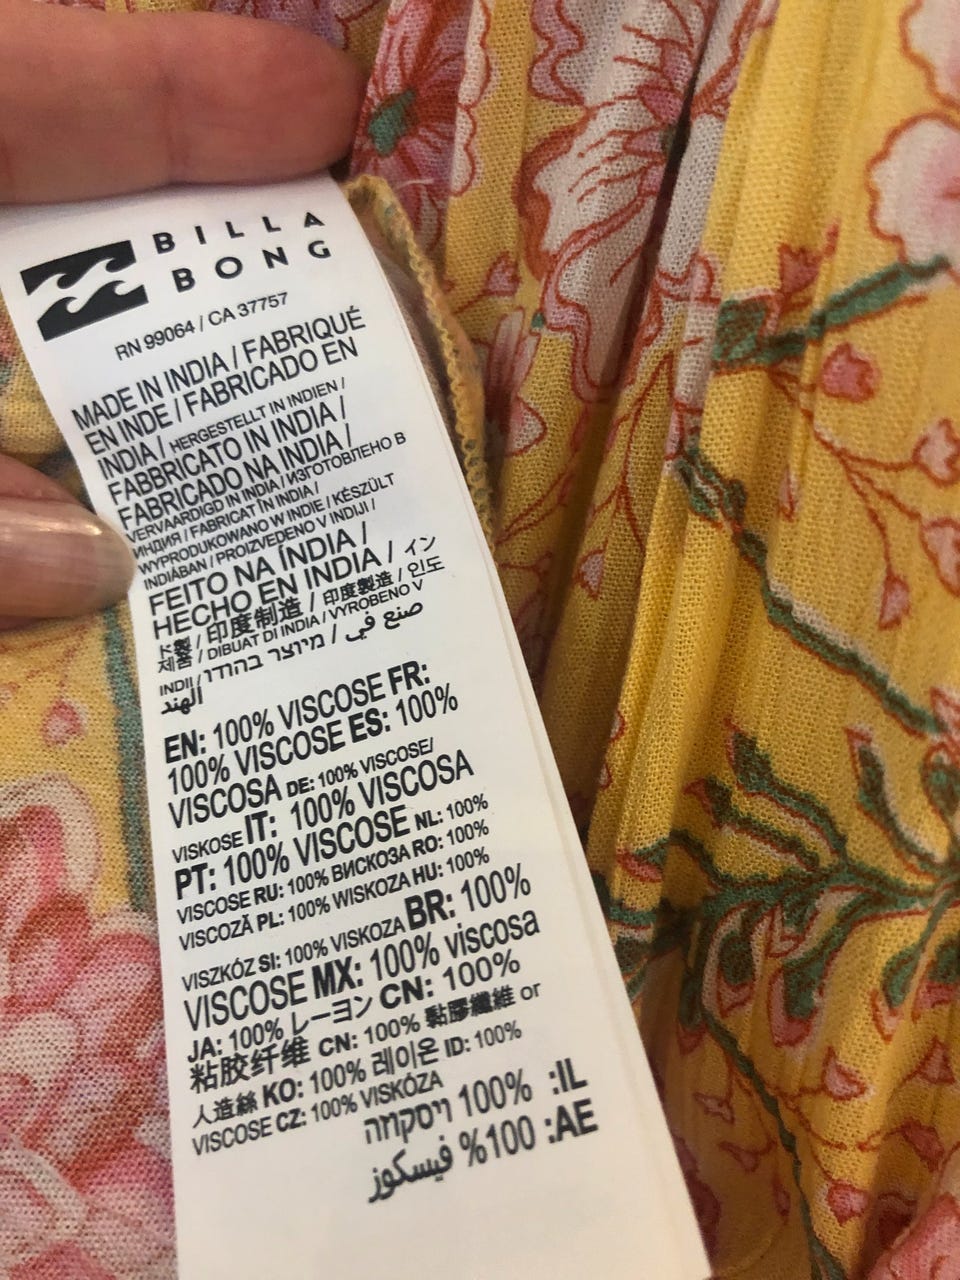 BILLA
BONG
RN 99064 / CA 37757
MADE IN INDIA / FABRIQUÉ
EN INDE / FABRICADO EN
INDIA / HERGESTELLT IN INDIEN /
FABBRICATO IN INDIA /
FABRICADO NA INDIA /
VERVAARDIGD IN INDIA / ИЗГОТОВЛЕНО В
ИНДИЯ / FABRICAT ÎN INDIA /
WYPRODUKOWANO W INDIE / KÉSZÜLT
INDIÁBAN / PROIZVEDENO V INDIJI /
FEITO NA ÍNDIA /
HECHO EN INDIA / イン
ド製 / 印度制造 / 印度製造 / 인도
제품 / DIBUAT DI INDIA / VYROBENO V
INDII / מיוצר בהודו / صنع في
الهند
EN: 100% VISCOSE FR:
100% VISCOSE ES: 100%
VISCOSA DE: 100% VISCOSE/
VISKOSE IT: 100% VISCOSA
PT: 100% VISCOSE NL: 100%
VISCOSE RU: 100% ВИСКОЗА RO: 100%
VISCOZĂ PL: 100% WISKOZA HU: 100%
VISZKÓZ SI: 100% VISKOZA BR: 100%
VISCOSE MX: 100% viscosa
JA: 100% レーヨン CN: 100%
粘胶纤维 CN: 100% 黏膠纖維 or
人造絲 KO: 100% 레이온 ID: 100%
VISCOSE CZ: 100% VISKÓZA
IL: 100% ויסקוזה
AE: 100% فيسكوز